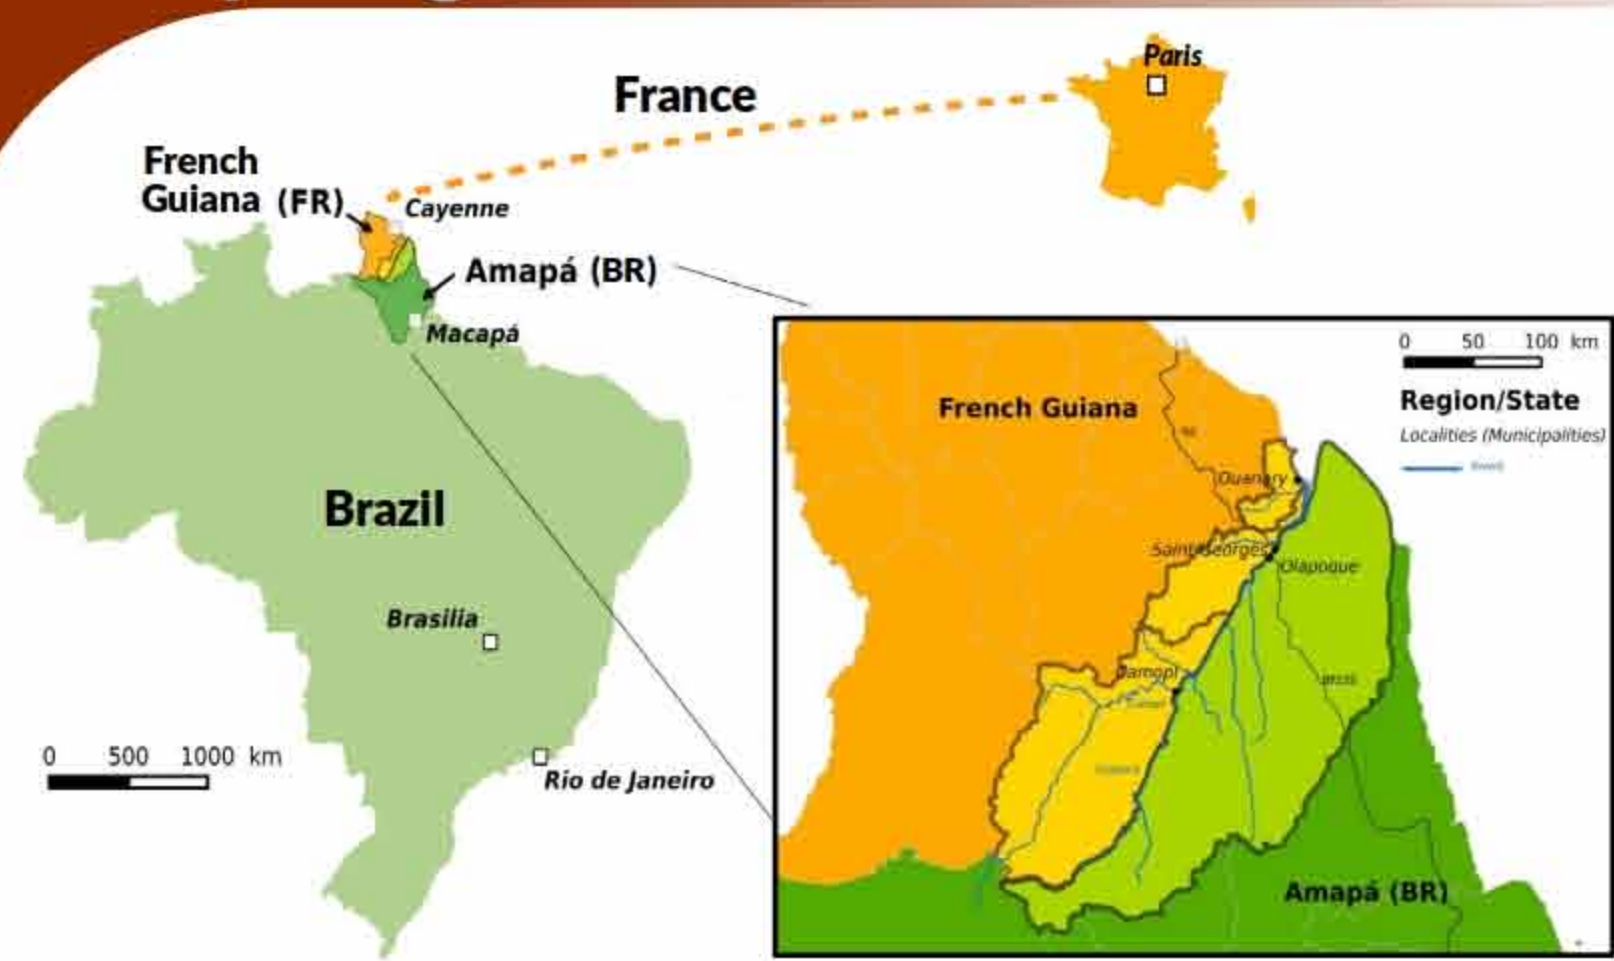 Paris
France
French
Guiana (FR)
Cayenne
Amapá (BR)
Macapá
Brazil
Brasilia
0 500 1000 km
Rio de Janeiro
0 50 100 km
Region/State
Localities (Municipalities)
French Guiana
Ouanary
Saint-Georges
Oiapoque
Camopi
Amapá (BR)